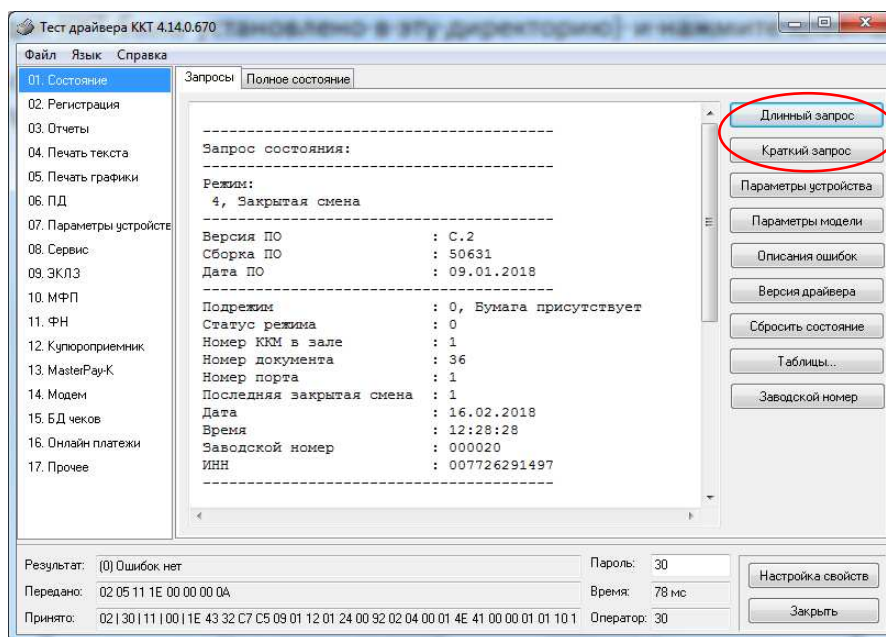 Тест драйвера ККТ 4.14.0.670
Файл Язык Справка
01. Состояние
02. Регистрация
03. Отчеты
04. Печать текста
05. Печать графики
06. ПД
07. Параметры устройств
08. Сервис
09. ЭКЛЗ
10. МФП
11. ФН
12. Купюроприемник
13. MasterPay-K
14. Модем
15. БД чеков
16. Онлайн платежи
17. Прочее
Запросы Полное состояние
----------------------------------------
Запрос состояния:
----------------------------------------
Режим:
4, Закрытая смена
----------------------------------------
Версия ПО : C.2
Сборка ПО : 50631
Дата ПО : 09.01.2018
----------------------------------------
Подрежим : 0, Бумага присутствует
Статус режима : 0
Номер ККМ в зале : 1
Номер документа : 36
Номер порта : 1
Последняя закрытая смена : 1
Дата : 16.02.2018
Время : 12:28:28
Заводской номер : 000020
ИНН : 007726291497
----------------------------------------
Длинный запрос
Краткий запрос
Параметры устройства
Параметры модели
Описания ошибок
Версия драйвера
Сбросить состояние
Таблицы...
Заводской номер
Результат: (0) Ошибок нет
Пароль: 30
Передано: 02 05 11 1E 00 00 00 0A
Время: 78 мс
Принято: 02 | 30 | 11 | 00 | 1E 43 32 C7 C5 09 01 12 01 24 00 92 02 04 00 01 4E 41 00 00 01 01 10 1
Оператор: 30
Настройка свойств
Закрыть